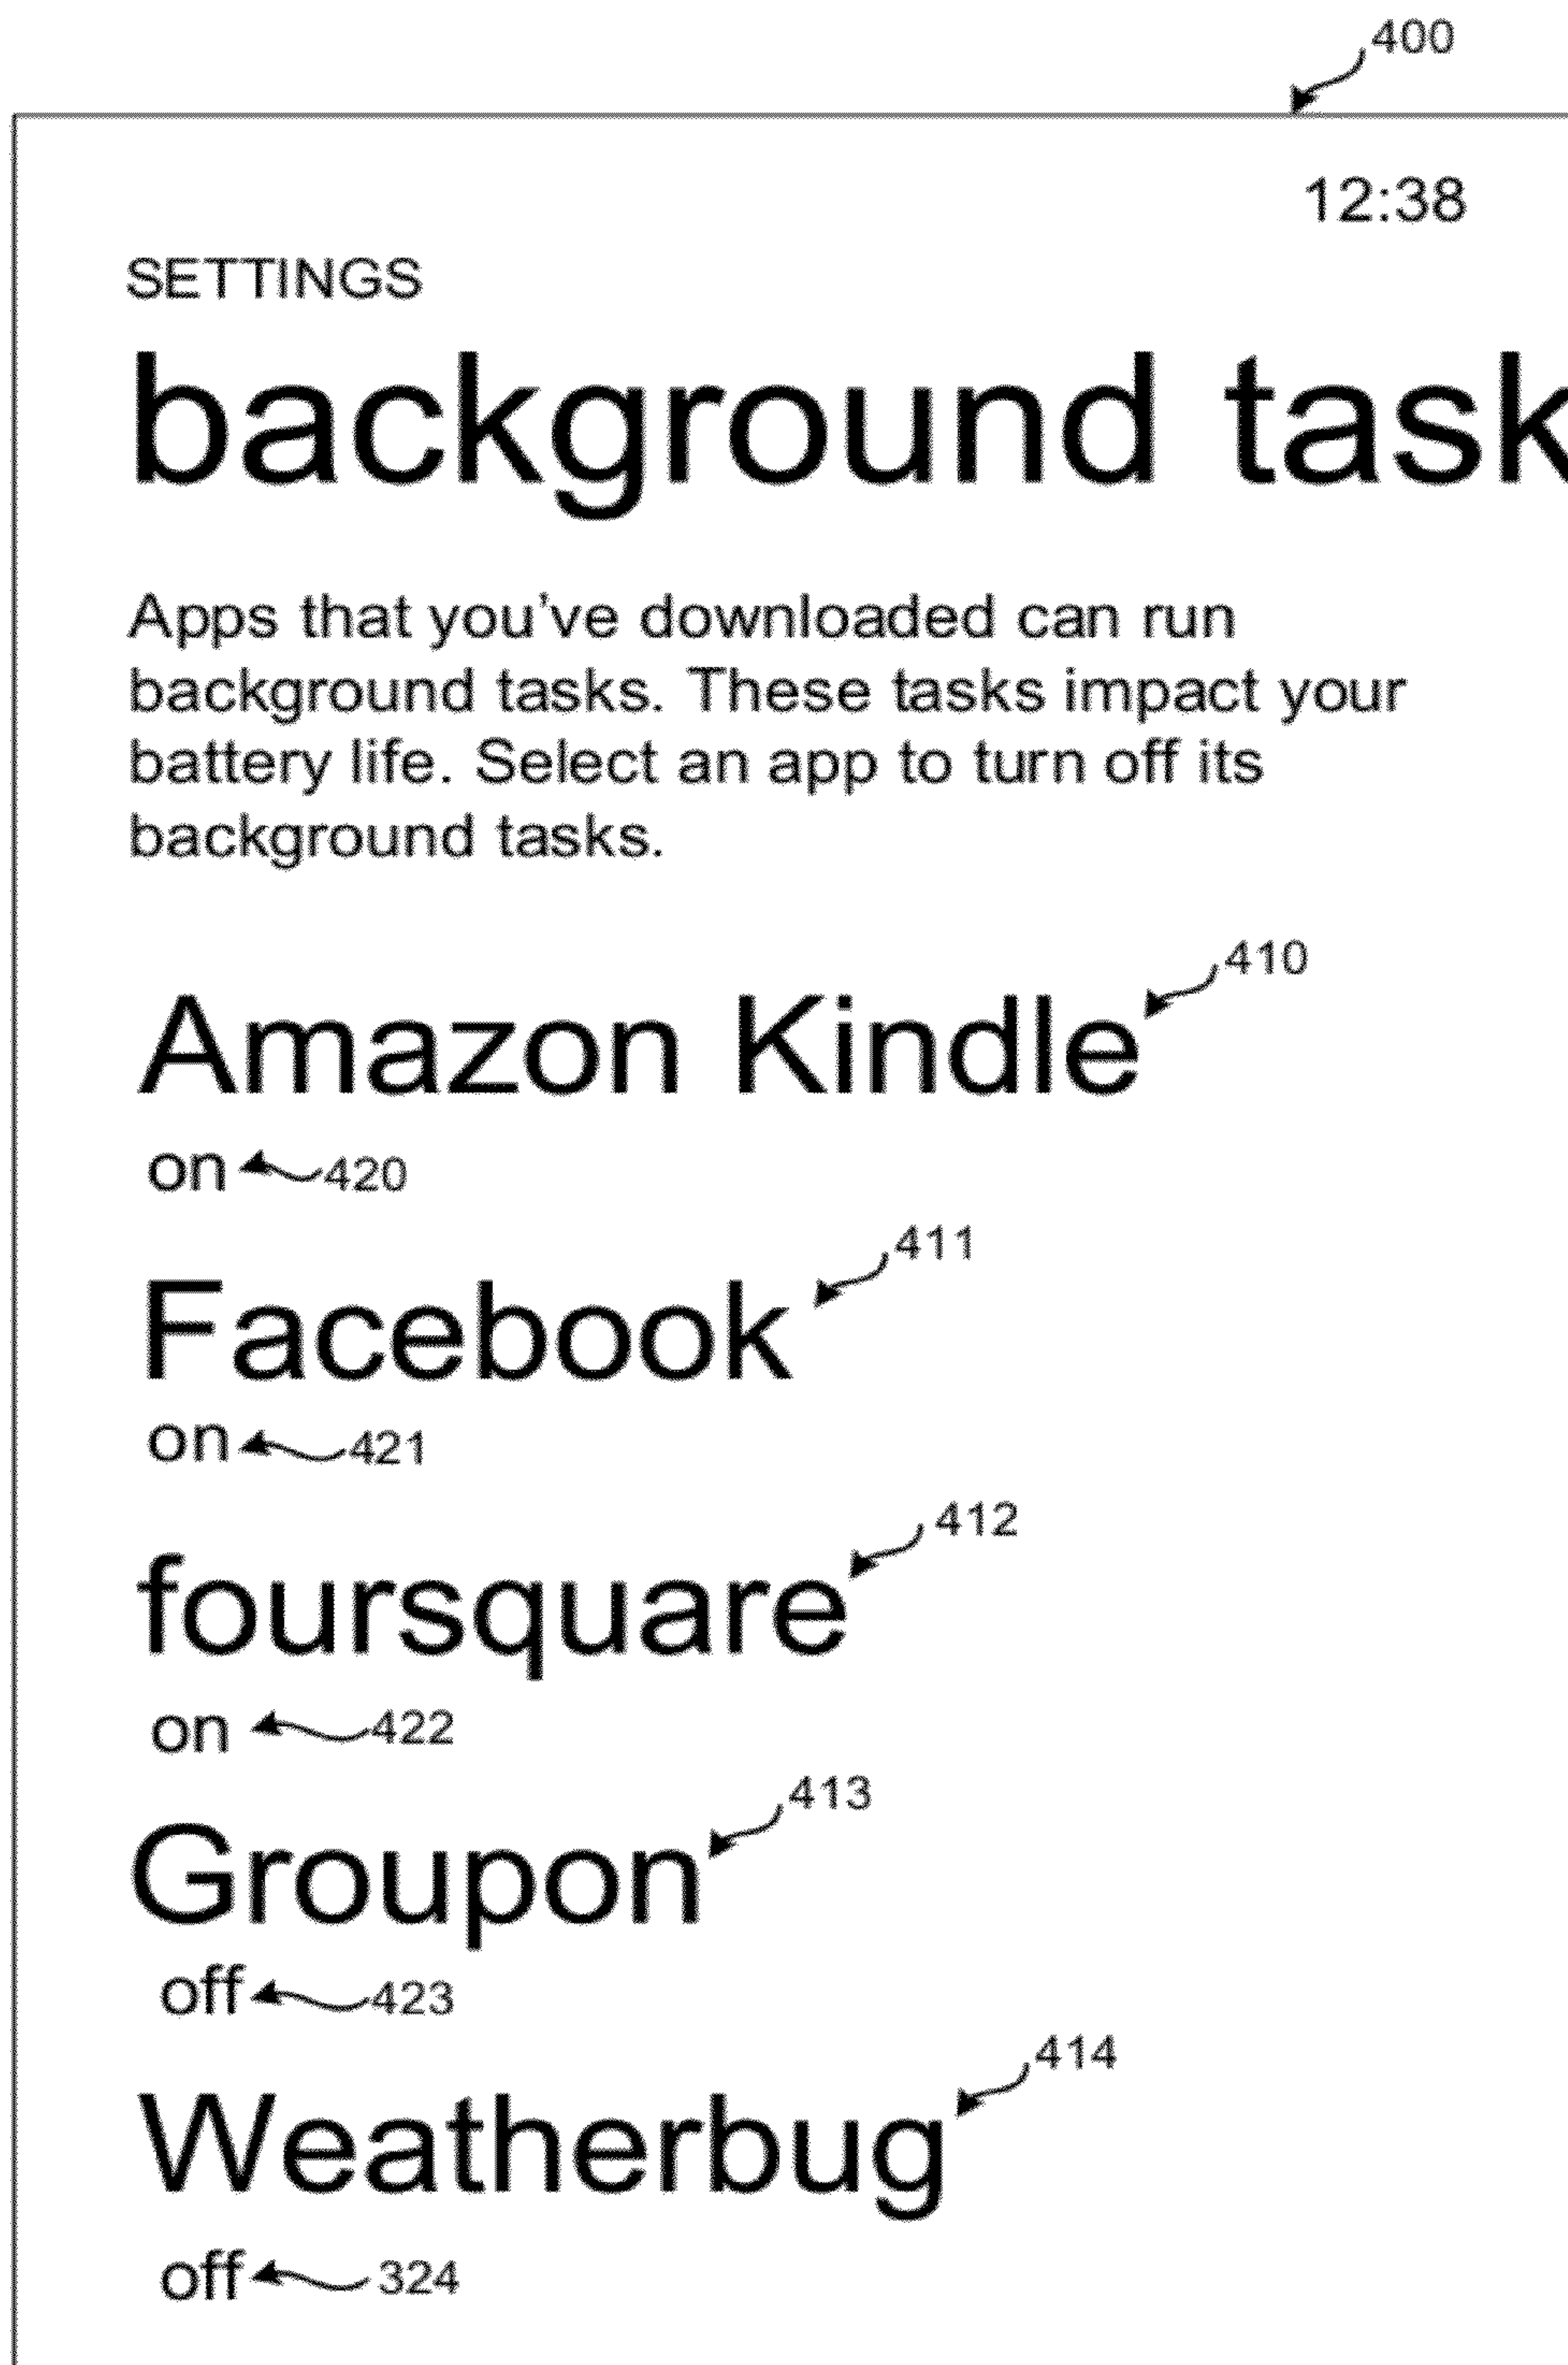 400
12:38
SETTINGS
background task
Apps that you've downloaded can run
background tasks. These tasks impact your
battery life. Select an app to turn off its
background tasks.
410
Amazon Kindle
on 420
411
Facebook
on 421
412
foursquare
on 422
413
Groupon
off 423
414
Weatherbug
off 324